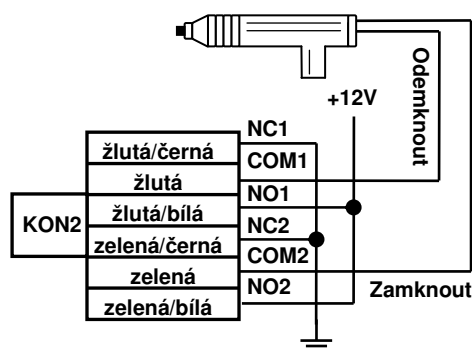 Odemknout
+12V
NC1
žlutá/černá
COM1
žlutá
NO1
žlutá/bílá
KON2
NC2
zelená/černá
COM2
zelená
NO2
Zamknout
zelená/bílá